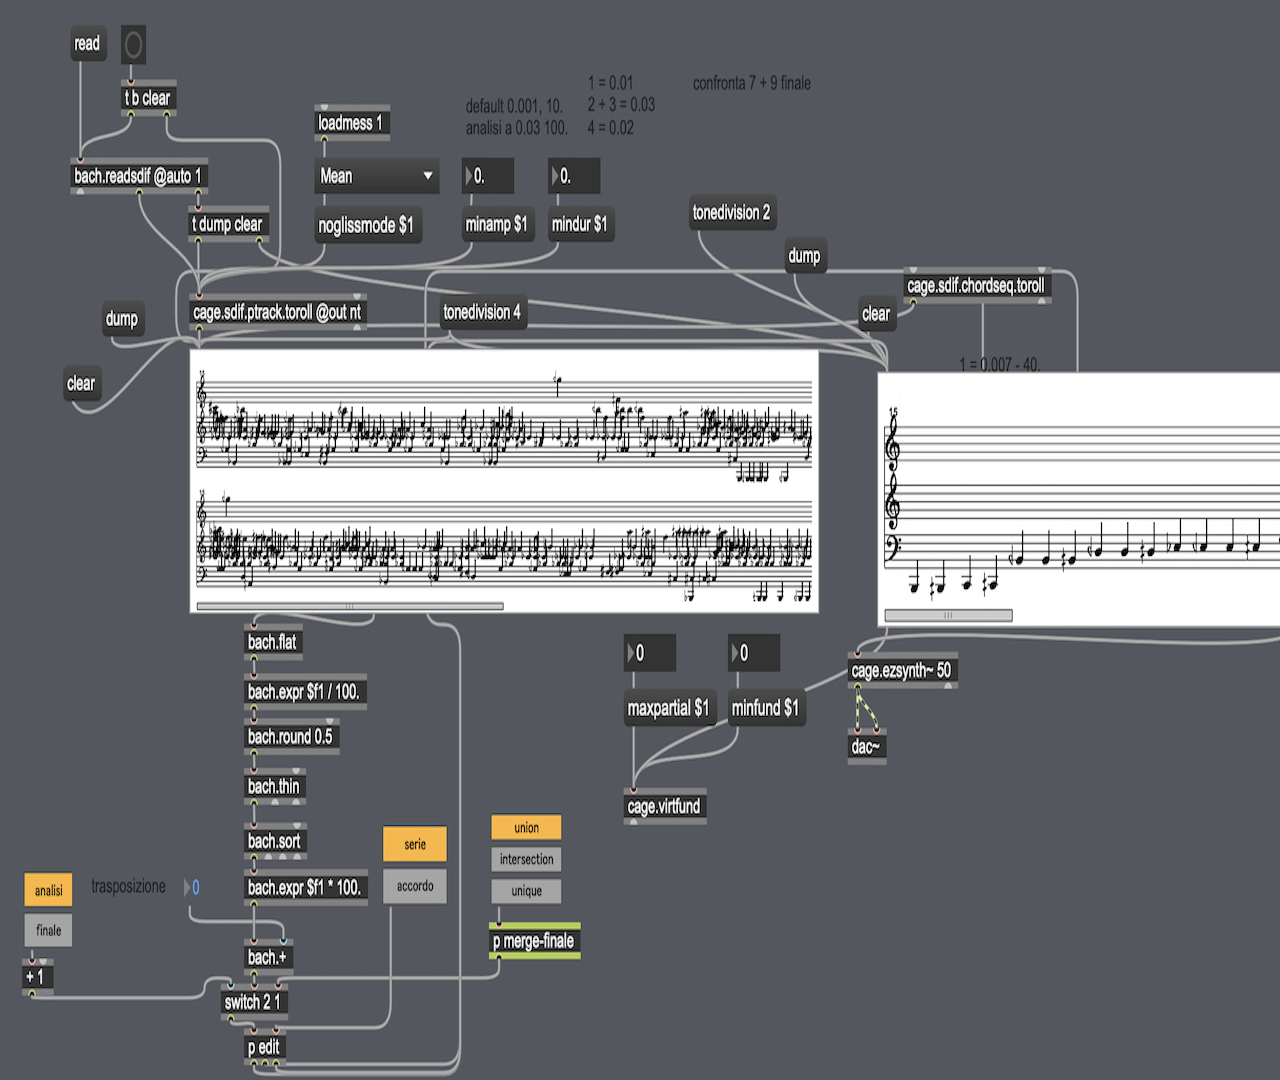 read
t b clear
1 = 0.01
confronta 7 + 9 finale
default 0.001, 10.
2 + 3 = 0.03
loadmess 1
analisi a 0.03 100.
4 = 0.02
bach.readsdif @auto 1
Mean
0.
0.
t dump clear
noglissmode $1
minamp $1
mindur $1
tonedivision 2
dump
cage.sdif.chordseq.toroll
cage.sdif.ptrack.toroll @out nt
tonedivision 4
clear
dump
1 = 0.007 - 40.
clear
15
15
15
bach.flat
0
0
cage.ezsynth~ 50
bach.expr $f1 / 100.
maxpartial $1
minfund $1
bach.round 0.5
dac~
bach.thin
cage.virtfund
union
bach.sort
serie
intersection
analisi
trasposizione
0
bach.expr $f1 * 100.
accordo
unique
finale
p merge-finale
bach.+
+ 1
switch 2 1
p edit